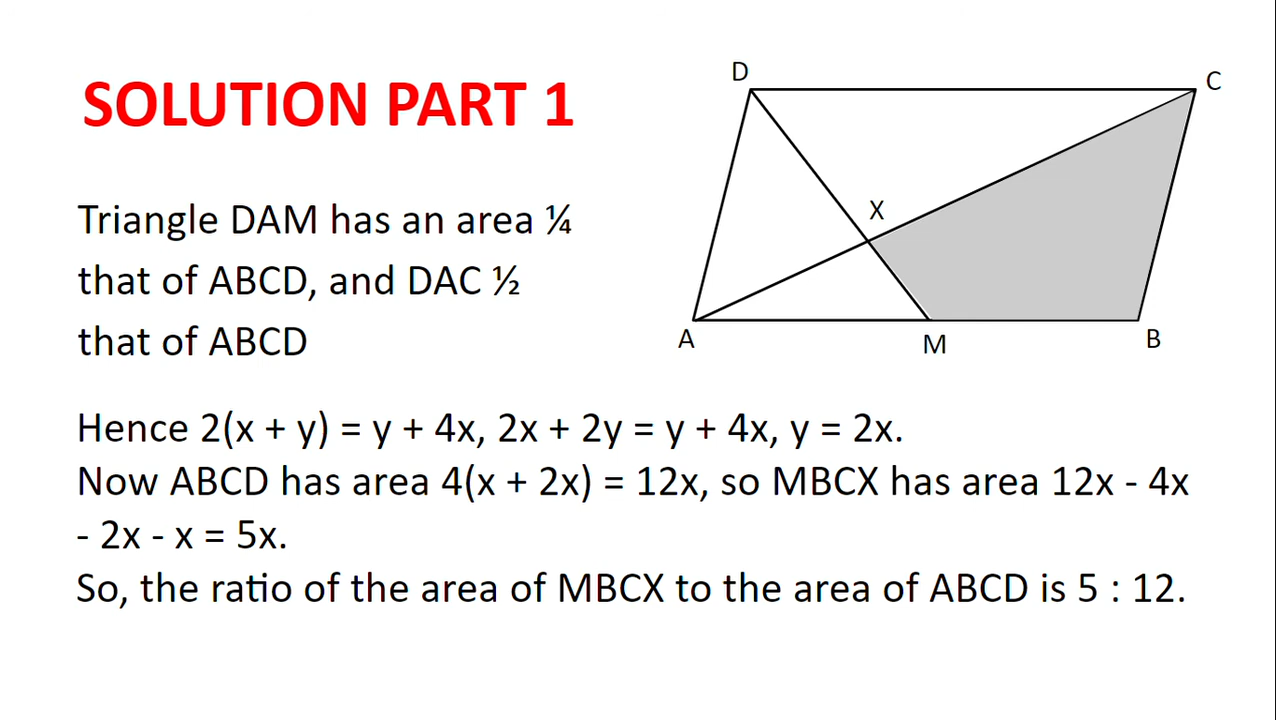 SOLUTION PART 1
Triangle DAM has an area ¼
that of ABCD, and DAC ½
that of ABCD
D
C
X
A
M
B
Hence 2(x + y) = y + 4x, 2x + 2y = y + 4x, y = 2x.
Now ABCD has area 4(x + 2x) = 12x, so MBCX has area 12x - 4x
- 2x - x = 5x.
So, the ratio of the area of MBCX to the area of ABCD is 5 : 12.